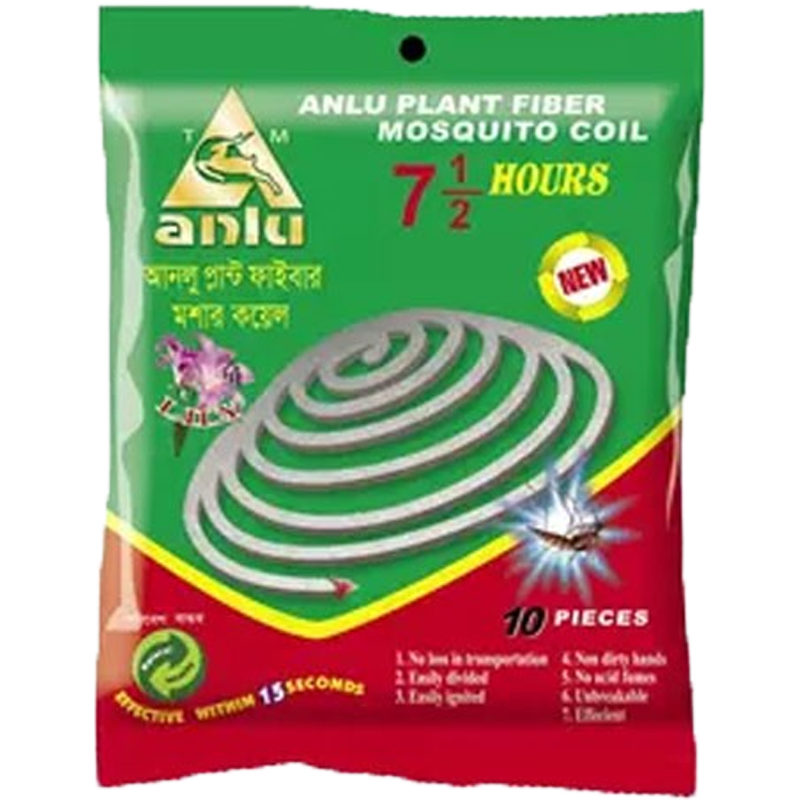 ANLU PLANT FIBER
MOSQUITO COIL
7 1/2 HOURS
T M
anlu
আনলু প্লান্ট ফাইবার
মশার কয়েল
NEW
10 PIECES
1. No loss in transportation
2. Easily divided
3. Easily ignited
4. Non dirty hands
5. No acid fumes
6. Unbreakable
7. Effecient
EFFECTIVE WITHIN 15 SECONDS